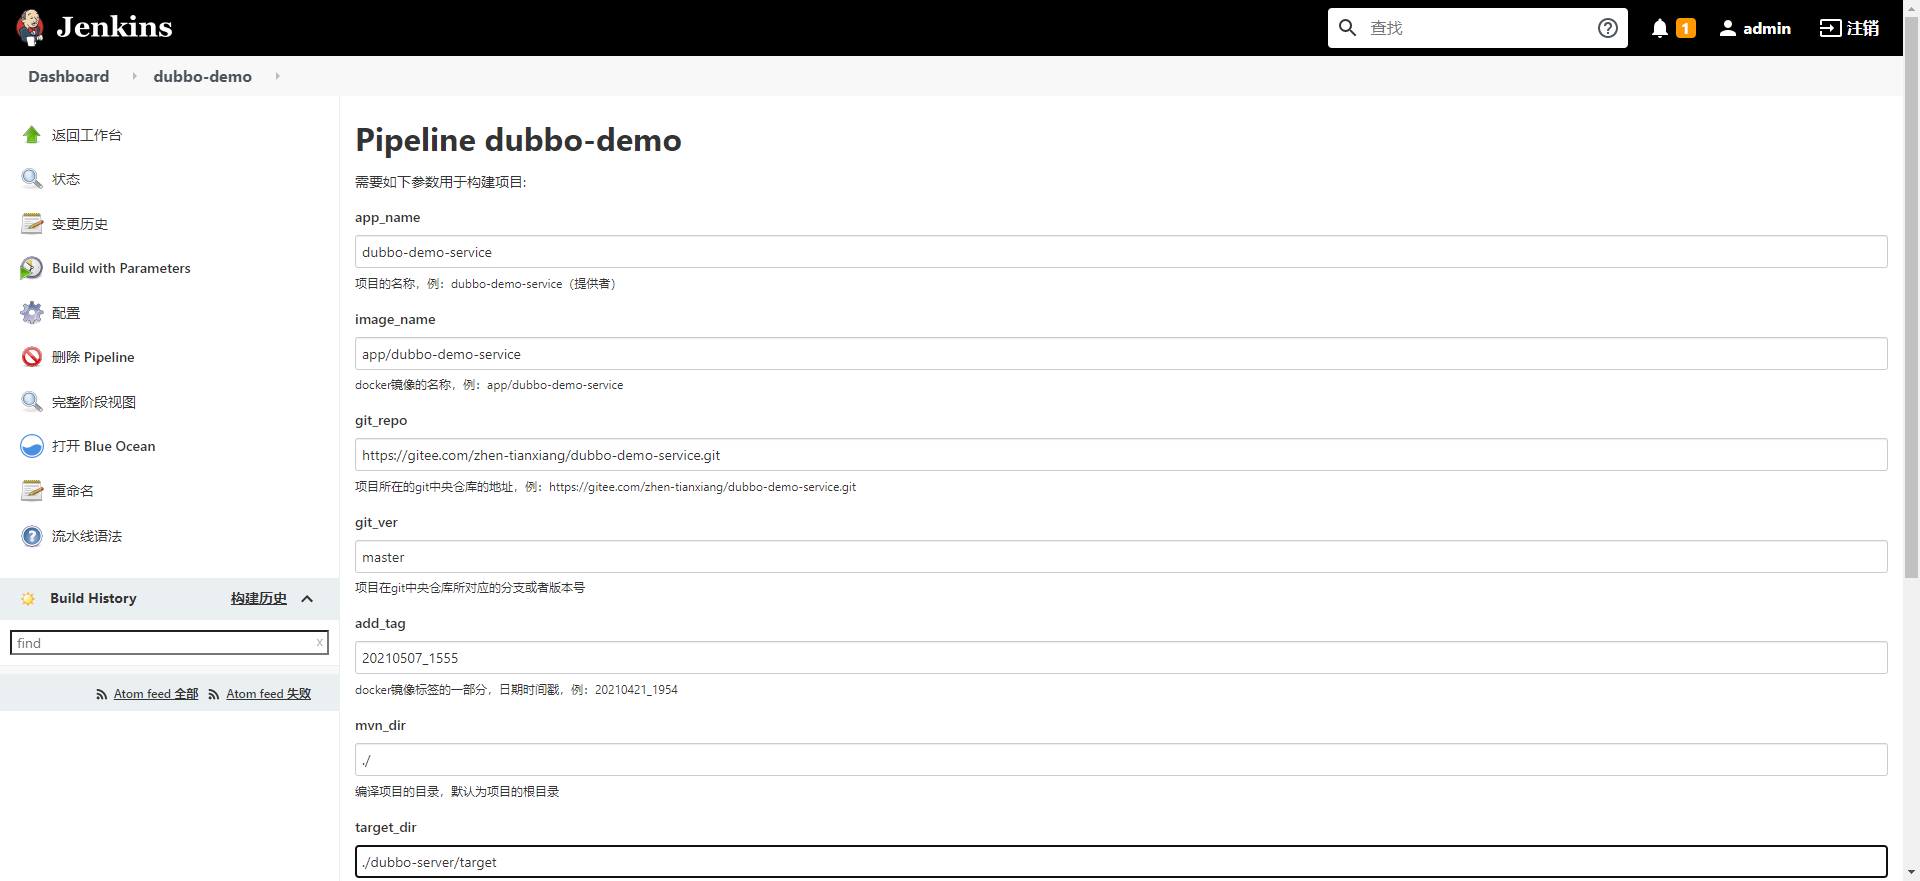 Jenkins
查找
1
admin
注销
Dashboard
dubbo-demo
返回工作台
状态
变更历史
Build with Parameters
配置
删除 Pipeline
完整阶段视图
打开 Blue Ocean
重命名
流水线语法
Build History
构建历史
find
x
Atom feed 全部
Atom feed 失败
Pipeline dubbo-demo
需要如下参数用于构建项目:
app_name
dubbo-demo-service
项目的名称，例：dubbo-demo-service（提供者）
image_name
app/dubbo-demo-service
docker镜像的名称，例：app/dubbo-demo-service
git_repo
https://gitee.com/zhen-tianxiang/dubbo-demo-service.git
项目所在的git中央仓库的地址，例：https://gitee.com/zhen-tianxiang/dubbo-demo-service.git
git_ver
master
项目在git中央仓库所对应的分支或者版本号
add_tag
20210507_1555
docker镜像标签的一部分，日期时间戳，例：20210421_1954
mvn_dir
./
编译项目的目录，默认为项目的根目录
target_dir
./dubbo-server/target